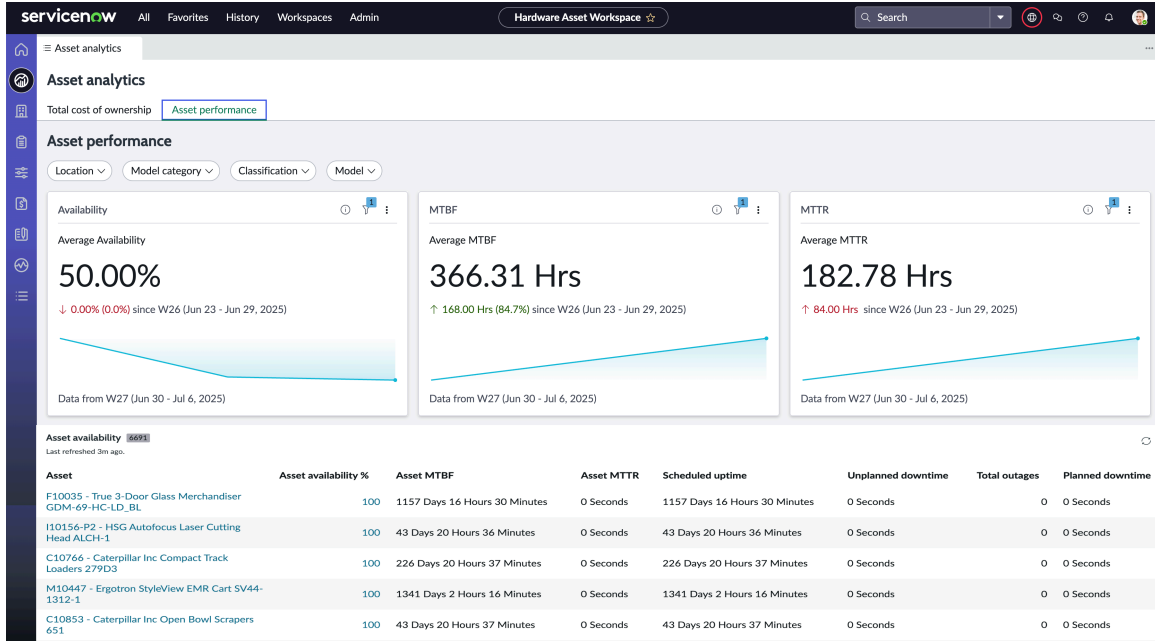 servicenow All Favorites History Workspaces Admin Hardware Asset Workspace Search
Asset analytics
Asset analytics
Total cost of ownership Asset performance
Asset performance
Location Model category Classification Model
Availability 1 MTBF 1 MTTR 1
Average Availability Average MTBF Average MTTR
50.00% 366.31 Hrs 182.78 Hrs
↓ 0.00% (0.0%) since W26 (Jun 23 - Jun 29, 2025) ↑ 168.00 Hrs (84.7%) since W26 (Jun 23 - Jun 29, 2025) ↑ 84.00 Hrs since W26 (Jun 23 - Jun 29, 2025)
Data from W27 (Jun 30 - Jul 6, 2025) Data from W27 (Jun 30 - Jul 6, 2025) Data from W27 (Jun 30 - Jul 6, 2025)
Asset availability 6691
Last refreshed 3m ago.
Asset Asset availability % Asset MTBF Asset MTTR Scheduled uptime Unplanned downtime Total outages Planned downtime
F10035 - True 3-Door Glass Merchandiser
GDM-69-HC-LD_BL 100 1157 Days 16 Hours 30 Minutes 0 Seconds 1157 Days 16 Hours 30 Minutes 0 Seconds 0 0 Seconds
I10156-P2 - HSG Autofocus Laser Cutting
Head ALCH-1 100 43 Days 20 Hours 36 Minutes 0 Seconds 43 Days 20 Hours 36 Minutes 0 Seconds 0 0 Seconds
C10766 - Caterpillar Inc Compact Track
Loaders 279D3 100 226 Days 20 Hours 37 Minutes 0 Seconds 226 Days 20 Hours 37 Minutes 0 Seconds 0 0 Seconds
M10447 - Ergotron StyleView EMR Cart SV44-
1312-1 100 1341 Days 2 Hours 16 Minutes 0 Seconds 1341 Days 2 Hours 16 Minutes 0 Seconds 0 0 Seconds
C10853 - Caterpillar Inc Open Bowl Scrapers
651 100 43 Days 20 Hours 37 Minutes 0 Seconds 43 Days 20 Hours 37 Minutes 0 Seconds 0 0 Seconds